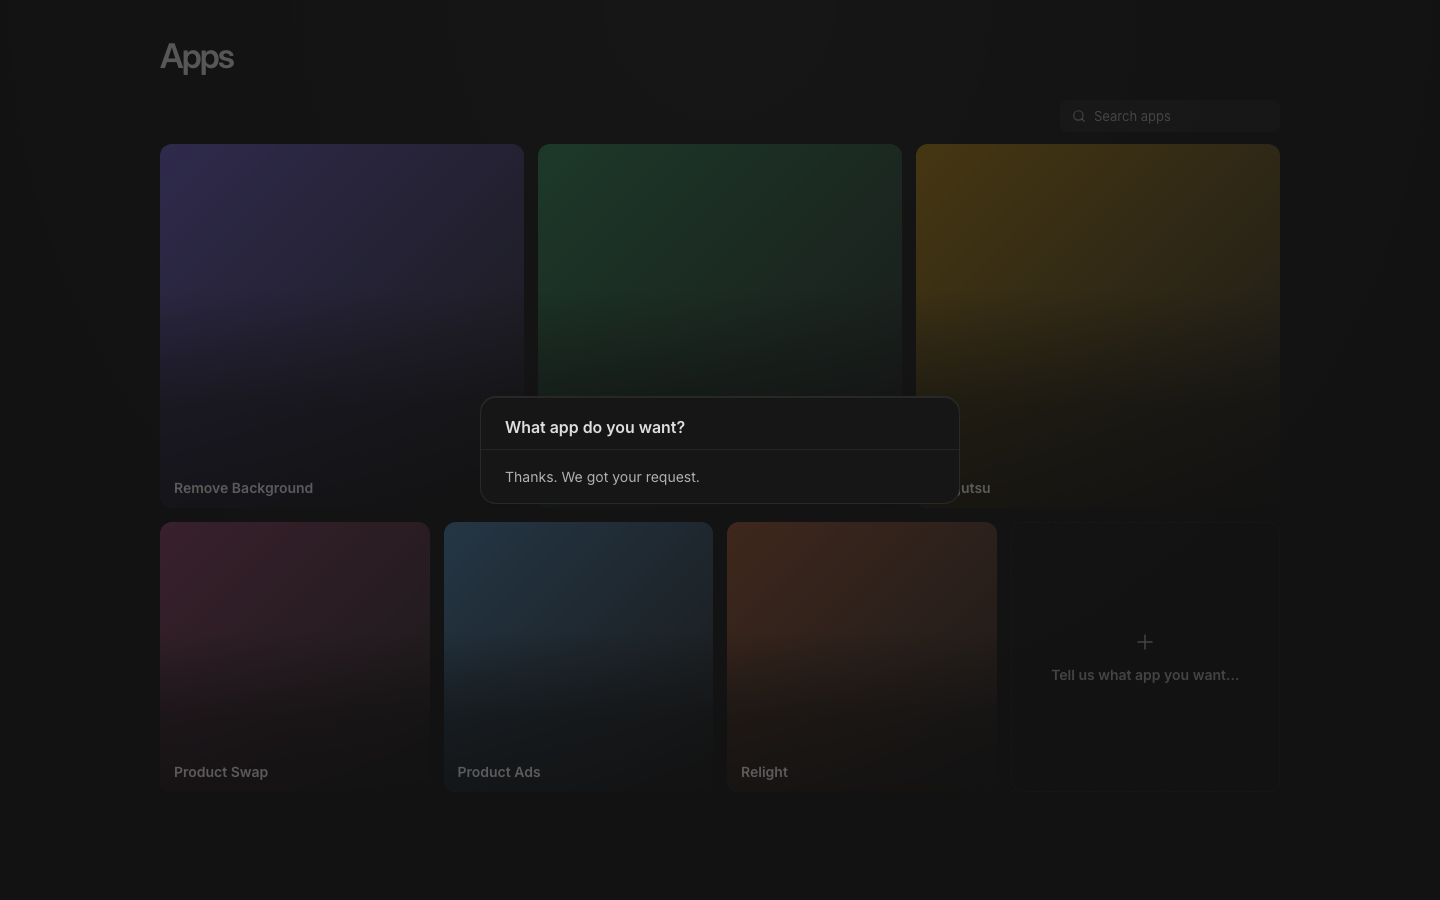 Apps
Search apps
What app do you want?
Thanks. We got your request.
Remove Background
Tell us what app you want...
Product Swap
Product Ads
Relight